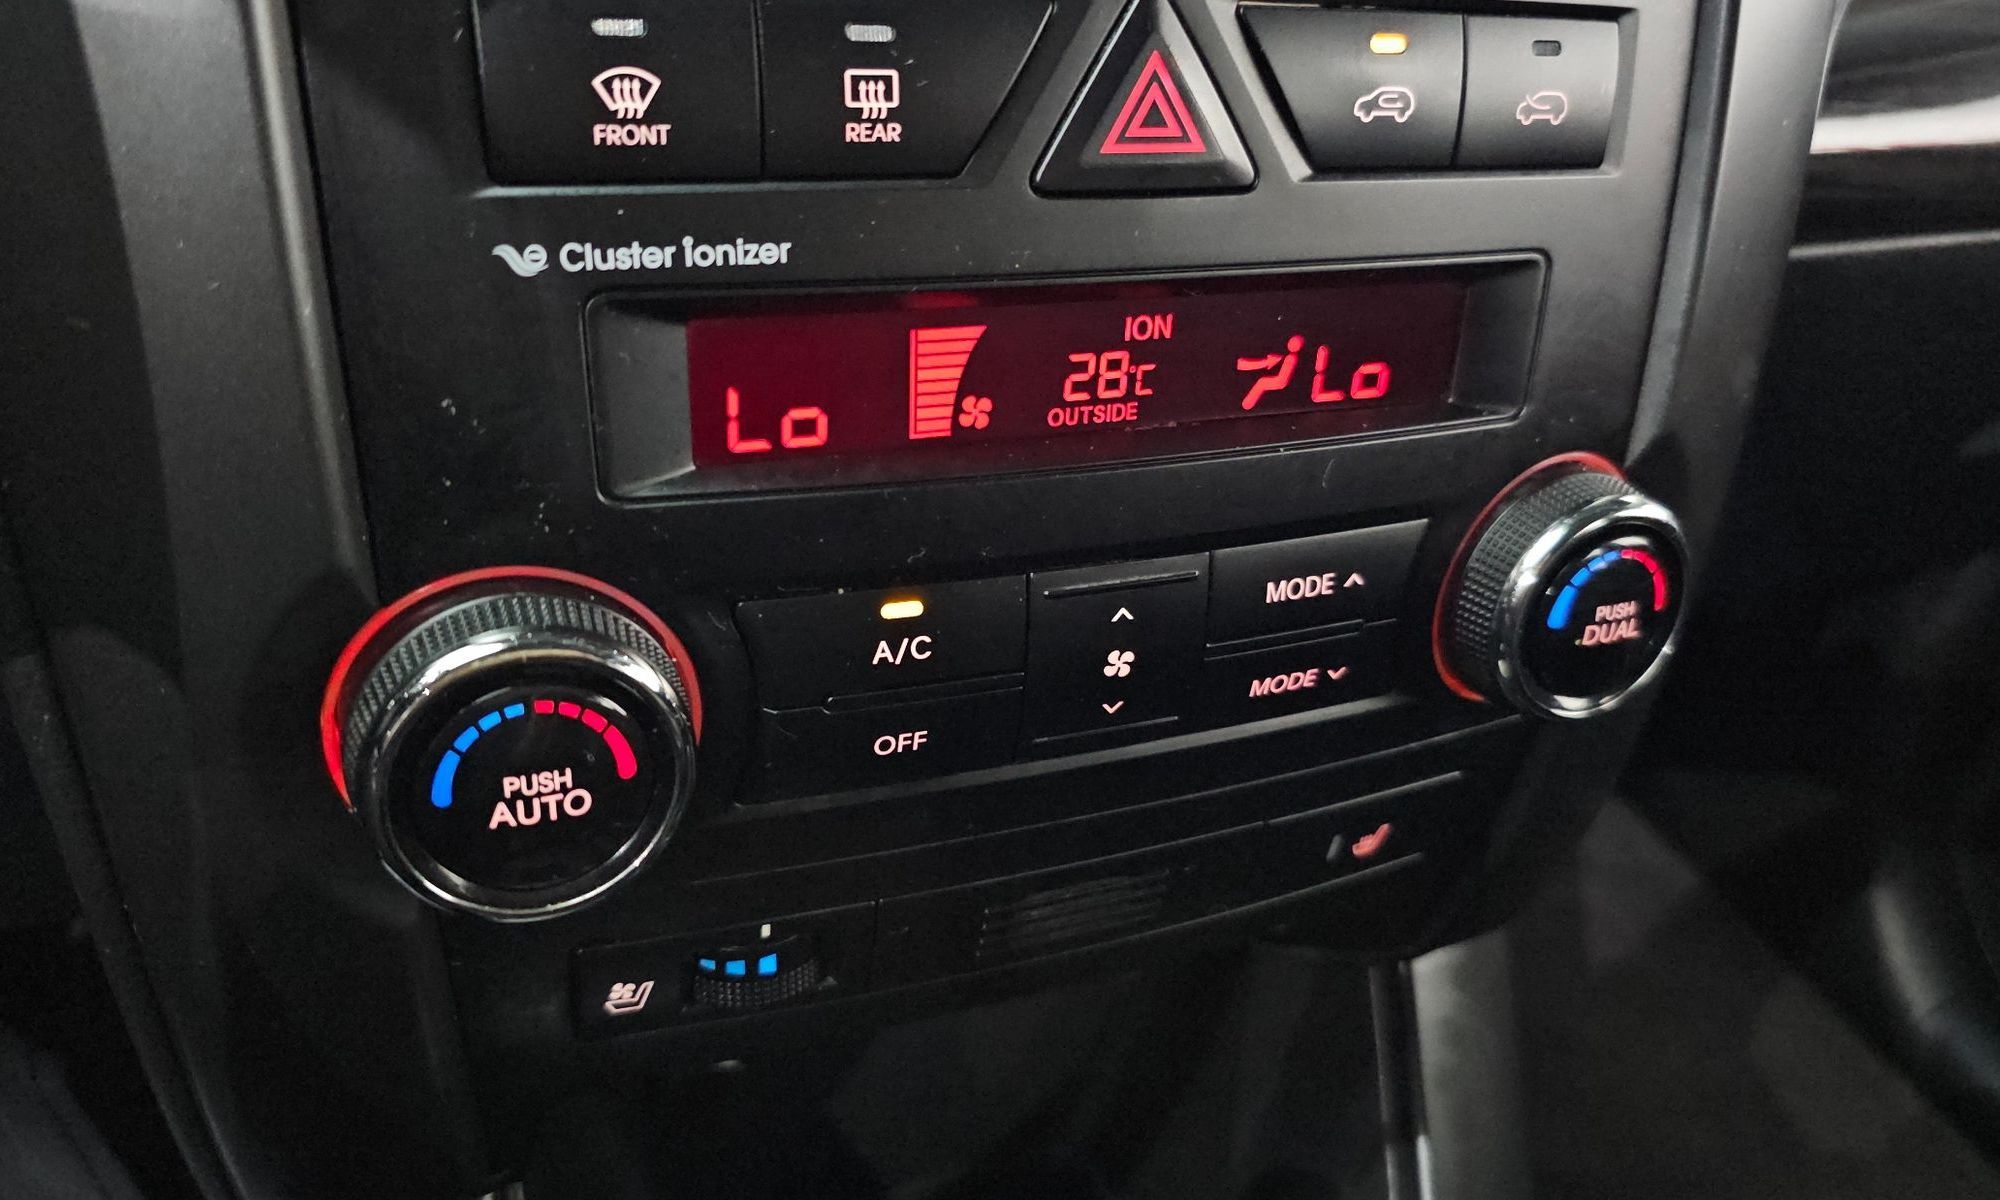 FRONT
REAR
Cluster ionizer
Lo
ION
28°C
OUTSIDE
Lo
A/C
OFF
MODE
MODE
PUSH
AUTO
PUSH
DUAL